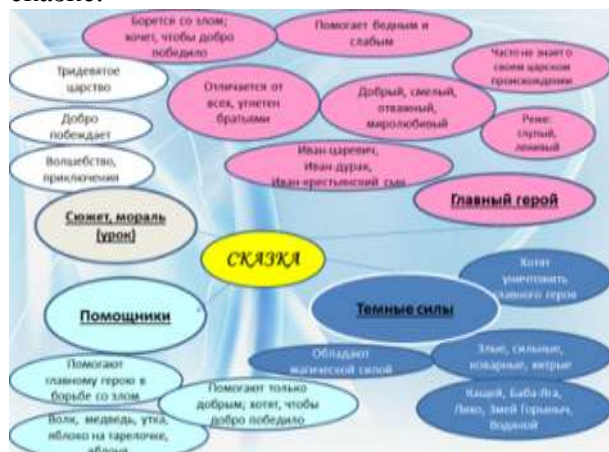 сказке.
Борется со злом;
хочет, чтобы добро
победило
Помогает бедным и
слабым
Часто не знает о
своем царском
происхождении
Тридевятое
царство
Отличается от
всех, угнетен
братьями
Добрый, смелый,
отважный,
миролюбивый
Добро
побеждает
Реже:
глупый,
ленивый
Волшебство,
приключения
Иван-царевич,
Иван-дурак,
Иван-крестьянский сын
Главный герой
Сюжет, мораль
(урок)
СКАЗКА
Хотят
уничтожить
главного героя
Помощники
Темные силы
Обладают
магической силой
Злые, сильные,
коварные, хитрые
Помогают
главному герою в
борьбе со злом
Помогают только
добрым; хотят, чтобы
добро победило
Кащей, Баба-Яга,
Лихо, Змей Горыныч,
Водяной
Волк, медведь, утка,
яблоко на тарелочке,
яблоня